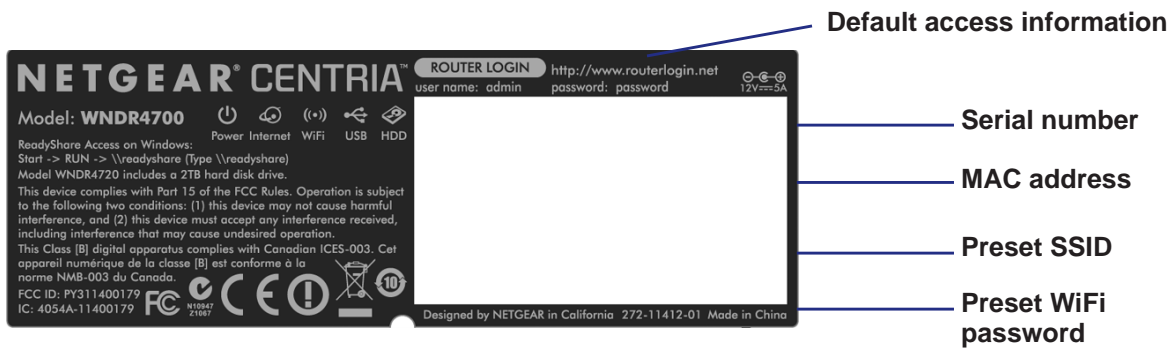 Default access information
NETGEAR® CENTRIA™
ROUTER LOGIN http://www.routerlogin.net
user name: admin password: password
12V⎓5A
Model: WNDR4700
Power Internet WiFi USB HDD
ReadyShare Access on Windows:
Start -> RUN -> \\readyshare (Type \\readyshare)
Model WNDR4720 includes a 2TB hard disk drive.
This device complies with Part 15 of the FCC Rules. Operation is subject
to the following two conditions: (1) this device may not cause harmful
interference, and (2) this device must accept any interference received,
including interference that may cause undesired operation.
This Class [B] digital apparatus complies with Canadian ICES-003. Cet
appareil numérique de la classe [B] est conforme à la
norme NMB-003 du Canada.
FCC ID: PY311400179
IC: 4054A-11400179
FC
N10947
Z1067
CE
10
Designed by NETGEAR in California 272-11412-01 Made in China
Serial number
MAC address
Preset SSID
Preset WiFi
password